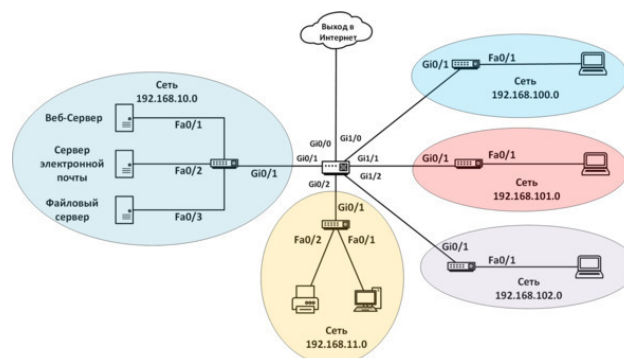 Выход в
Интернет
Сеть
192.168.10.0
Веб-Сервер
Fa0/1
Сервер
электронной
почты
Fa0/2
Файловый
сервер
Fa0/3
Gi0/1
Gi0/0
Gi1/0
Gi0/1
Gi1/1
Gi0/2
Gi1/2
Gi0/1
Fa0/1
Сеть
192.168.100.0
Gi0/1
Fa0/1
Сеть
192.168.101.0
Gi0/1
Fa0/1
Сеть
192.168.102.0
Gi0/1
Fa0/2
Fa0/1
Сеть
192.168.11.0